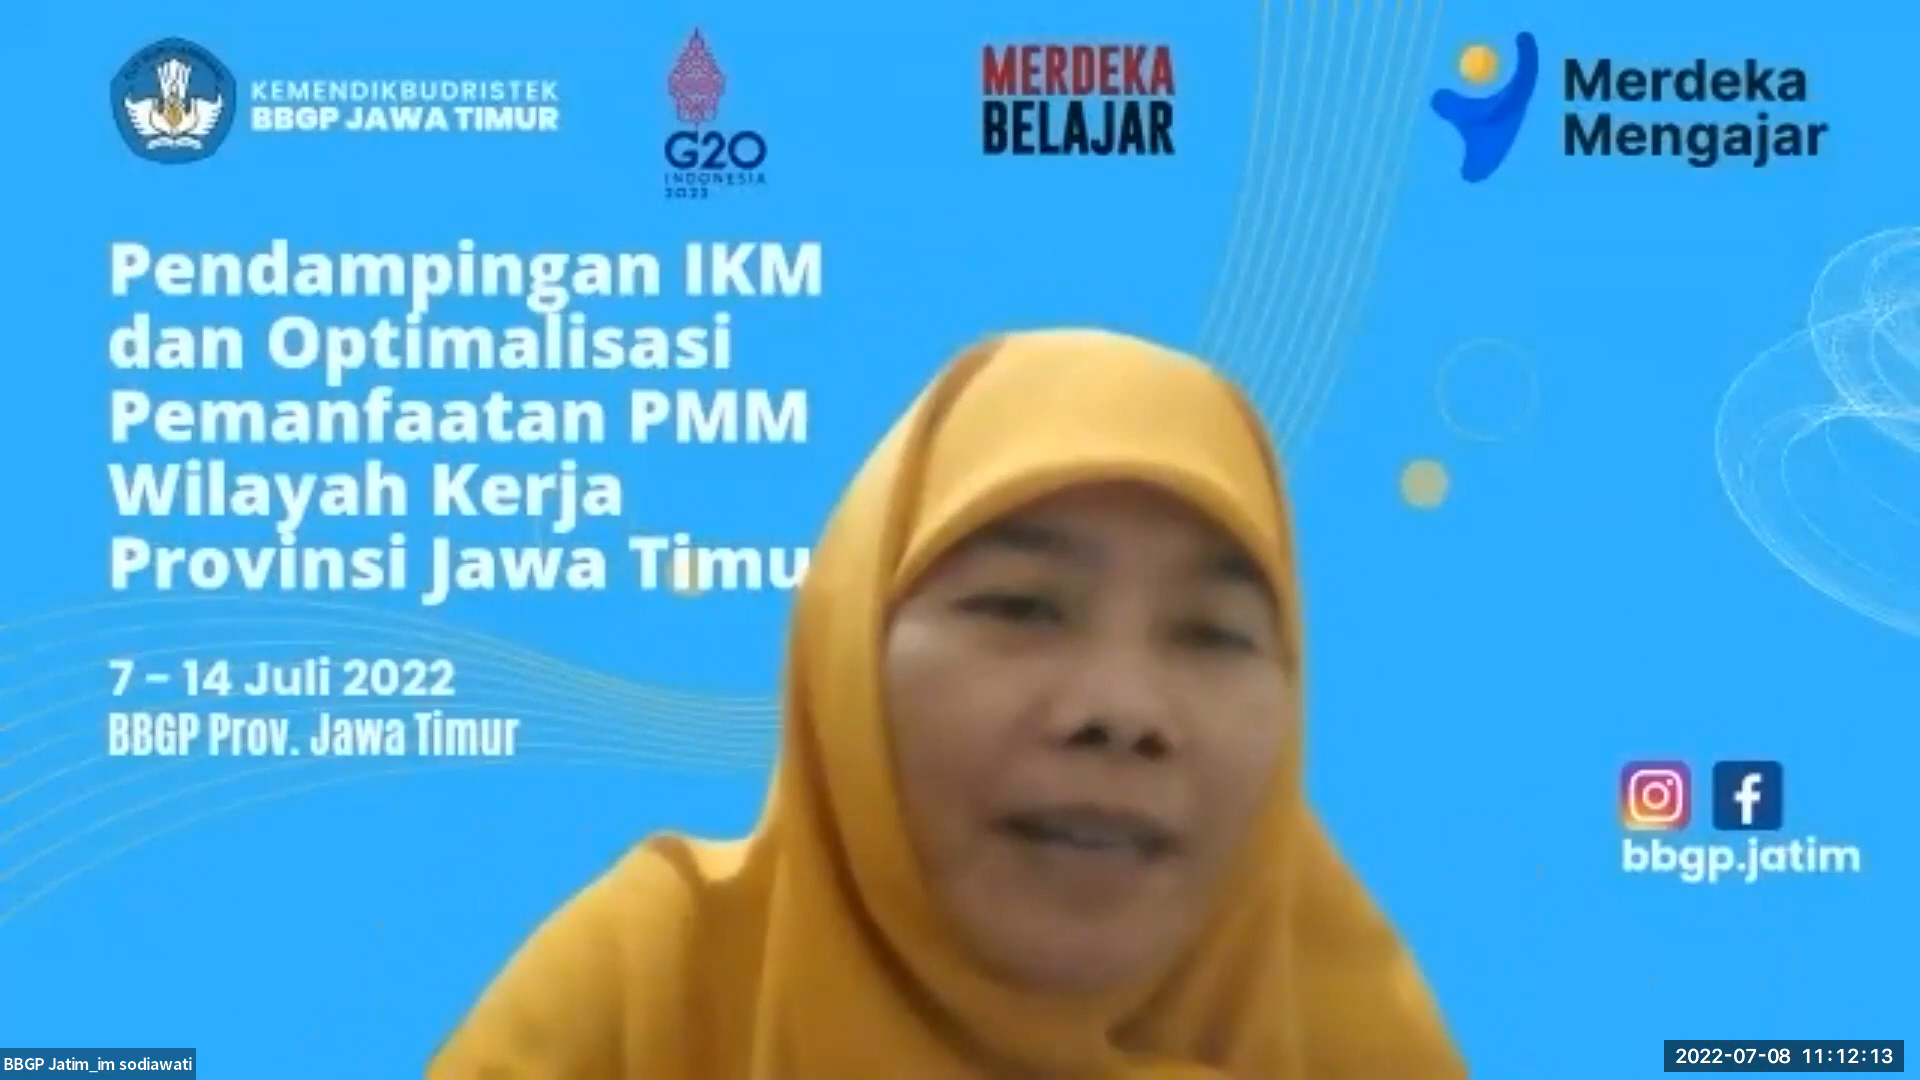 KEMENDIKBUDRISTEK
BBGP JAWA TIMUR
G20
INDONESIA
2022
MERDEKA
BELAJAR
Merdeka
Mengajar
Pendampingan IKM
dan Optimalisasi
Pemanfaatan PMM
Wilayah Kerja
Provinsi Jawa Timu
7 – 14 Juli 2022
BBGP Prov. Jawa Timur
bbgp.jatim
BBGP Jatim_im sodiawati
2022-07-08 11:12:13